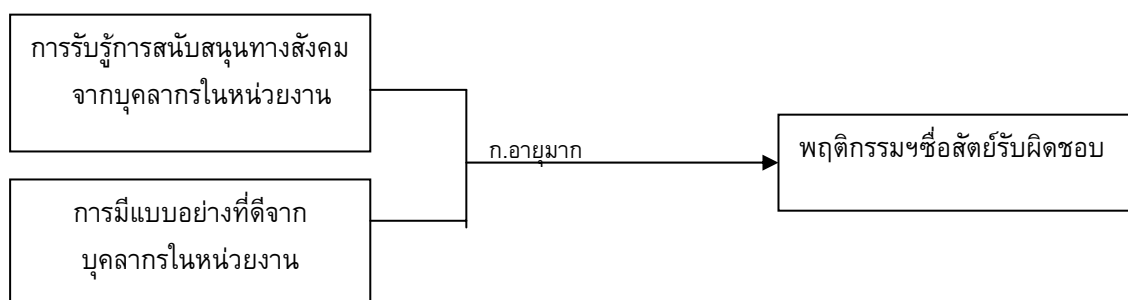 การรับรู้การสนับสนุนทางสังคม
จากบุคลากรในหน่วยงาน
ก.อายุมาก
พฤติกรรมฯซื่อสัตย์รับผิดชอบ
การมีแบบอย่างที่ดีจาก
บุคลากรในหน่วยงาน